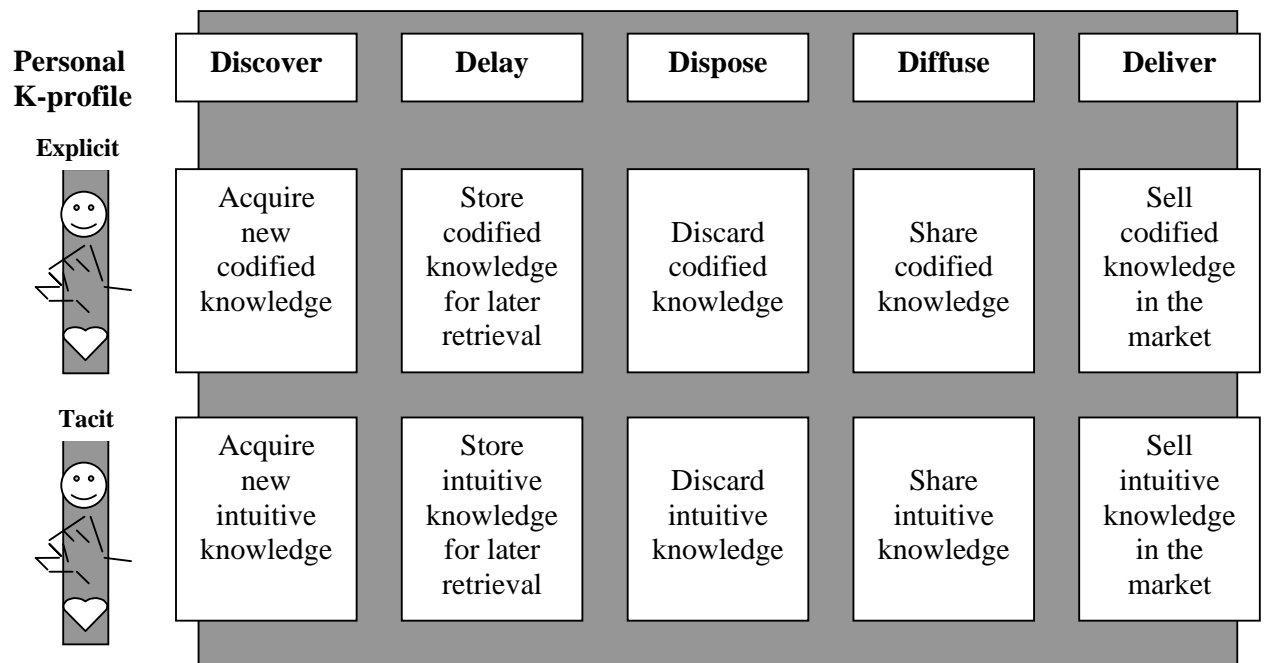 Personal
K-profile
Discover
Delay
Dispose
Diffuse
Deliver
Explicit
Acquire
new
codified
knowledge
Store
codified
knowledge
for later
retrieval
Discard
codified
knowledge
Share
codified
knowledge
Sell
codified
knowledge
in the
market
Tacit
Acquire
new
intuitive
knowledge
Store
intuitive
knowledge
for later
retrieval
Discard
intuitive
knowledge
Share
intuitive
knowledge
Sell
intuitive
knowledge
in the
market